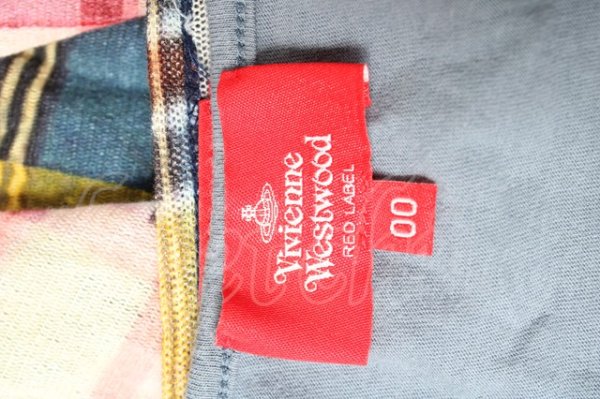 Vivienne
Westwood
RED LABEL
00